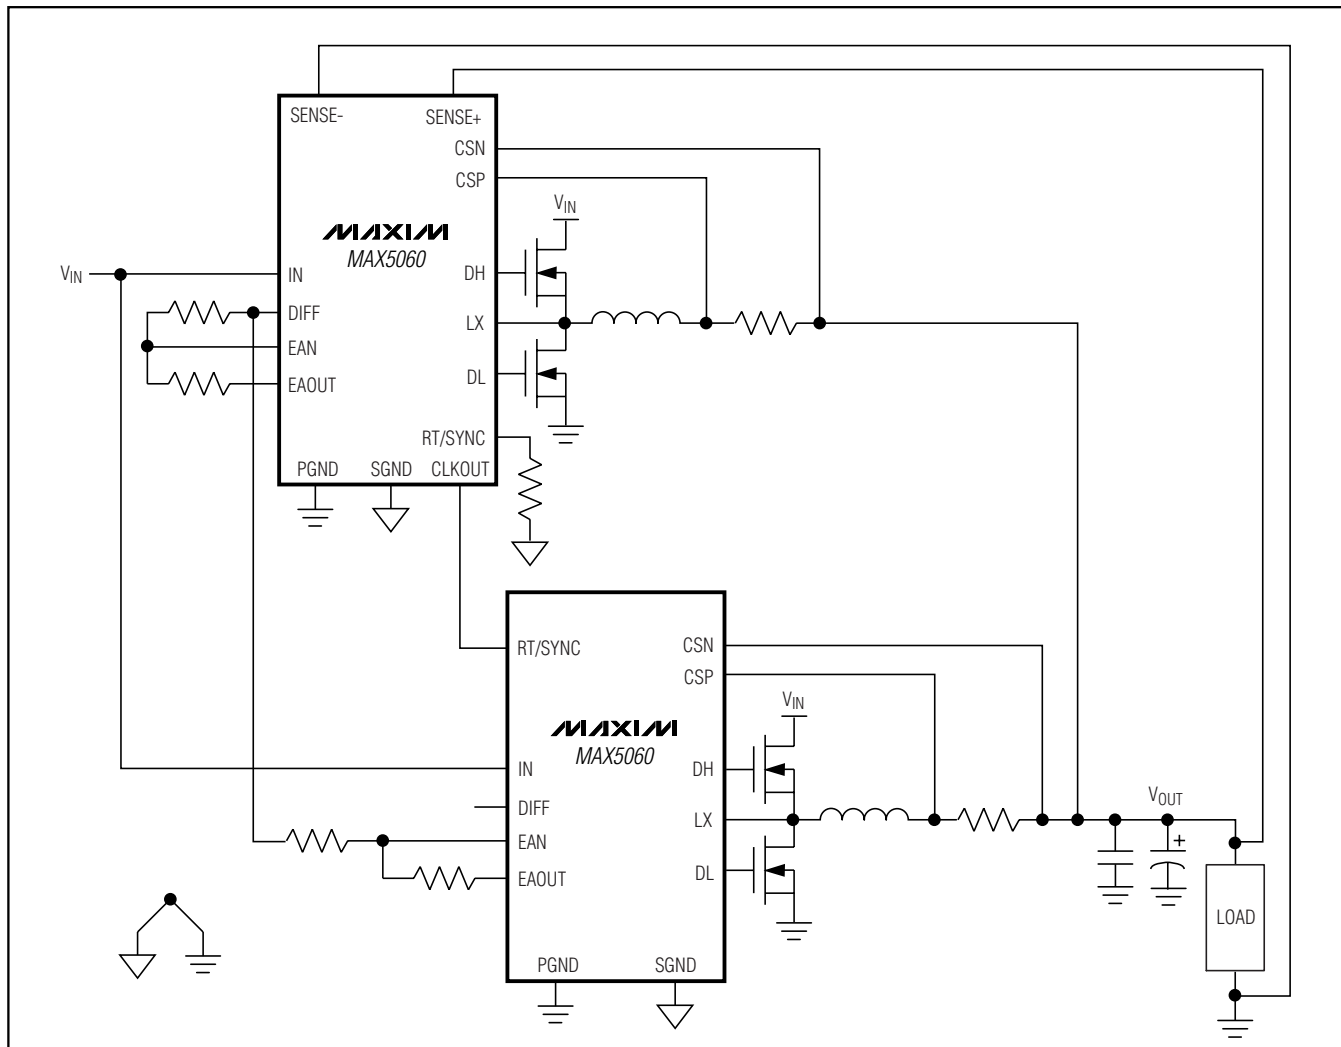 SENSE-
SENSE+
CSN
CSP
VIN
MAXIM
MAX5060
VIN
IN
DH
DIFF
LX
EAN
DL
EAOUT
RT/SYNC
PGND
SGND
CLKOUT
RT/SYNC
CSN
CSP
VIN
MAXIM
MAX5060
IN
DH
DIFF
VOUT
LX
+
EAN
DL
EAOUT
LOAD
PGND
SGND